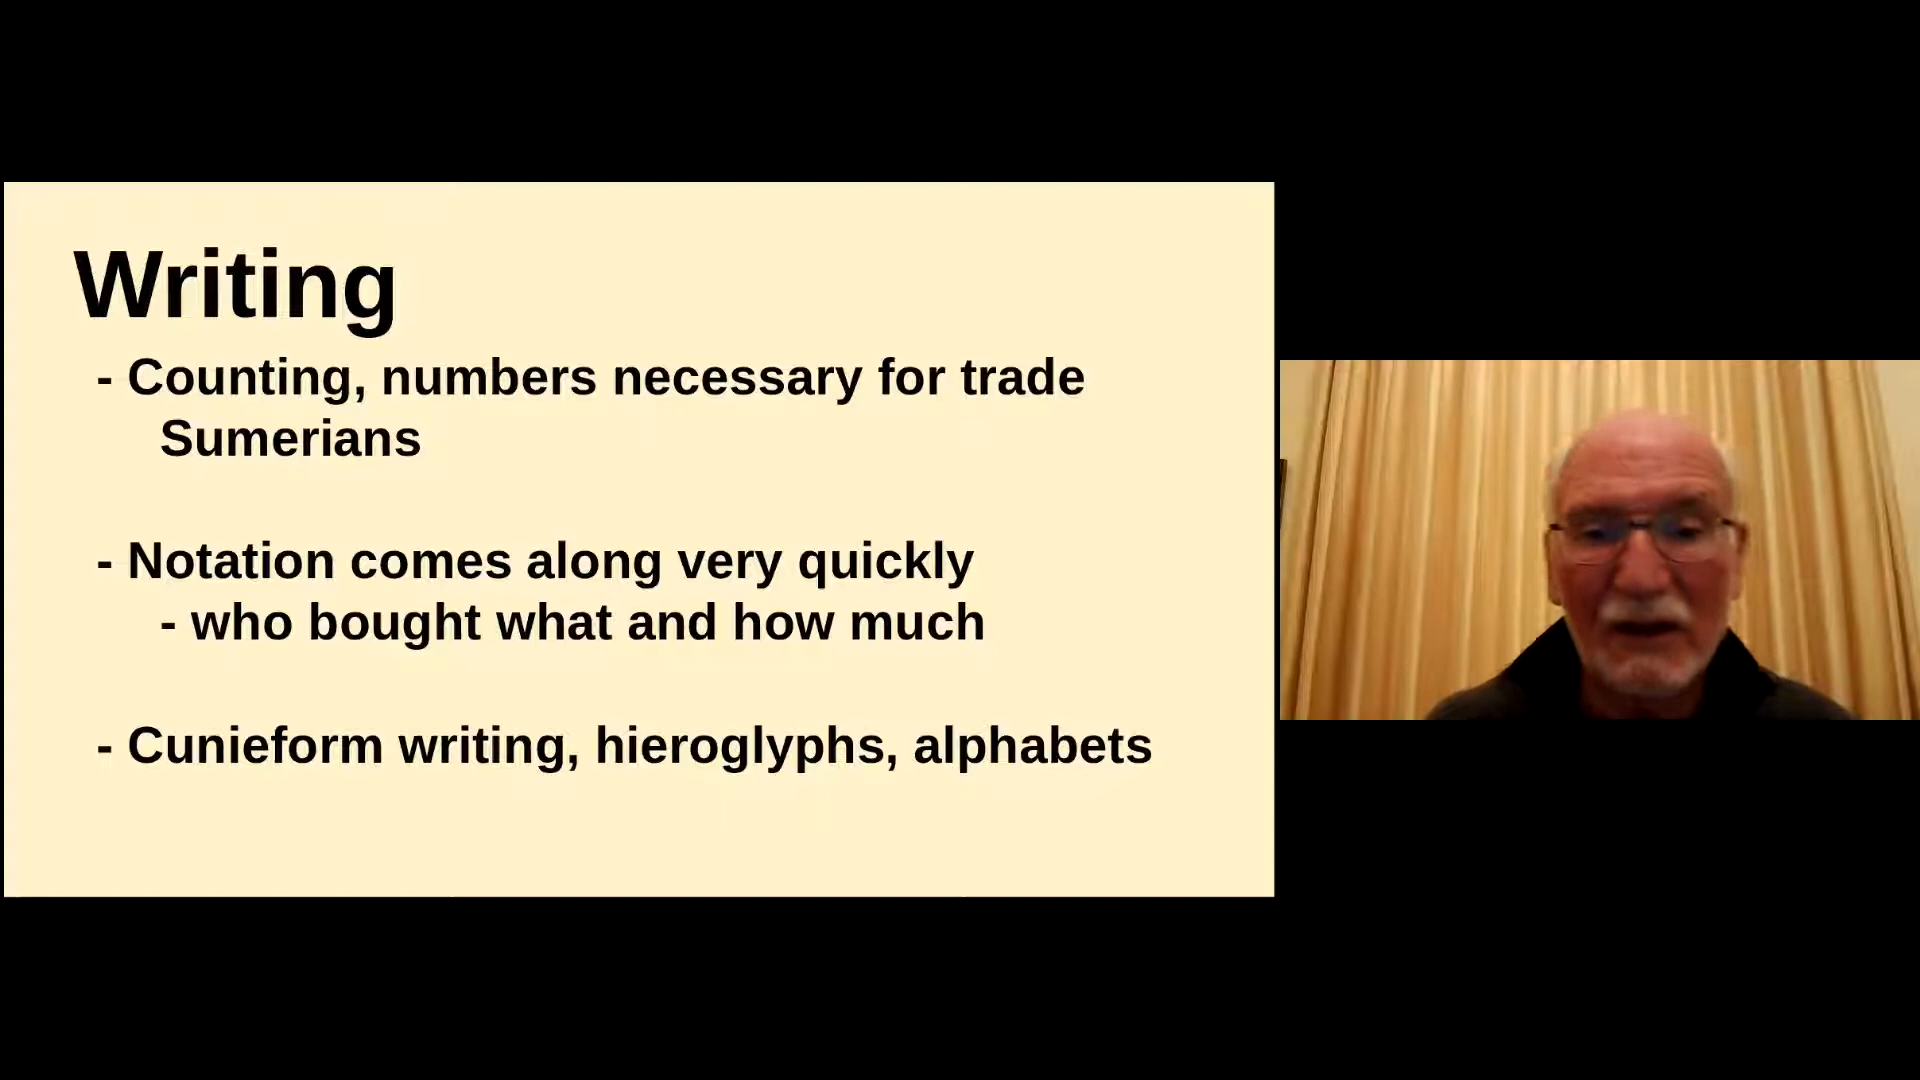 Writing
- Counting, numbers necessary for trade
Sumerians
- Notation comes along very quickly
- who bought what and how much
- Cunieform writing, hieroglyphs, alphabets